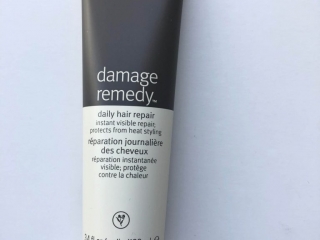 damage
remedy™
daily hair repair
instant visible repair;
protects from heat styling
réparation journalière
des cheveux
réparation instantanée
visible; protège
contre la chaleur